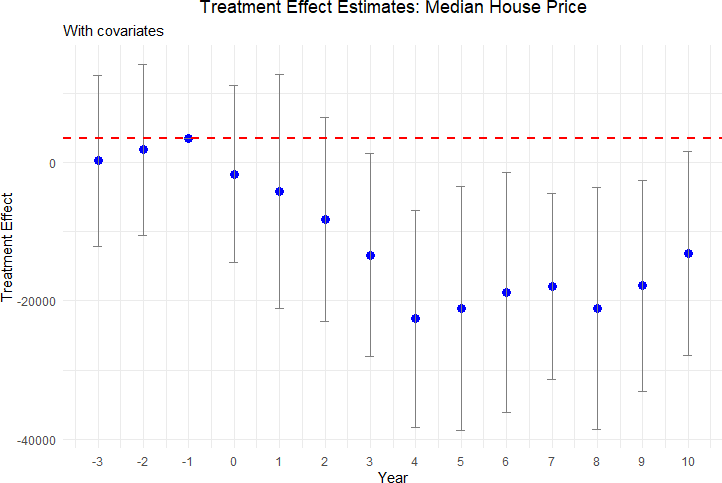 Treatment Effect Estimates: Median House Price
With covariates
Treatment Effect
0
-20000
-40000
-3 -2 -1 0 1 2 3 4 5 6 7 8 9 10
Year